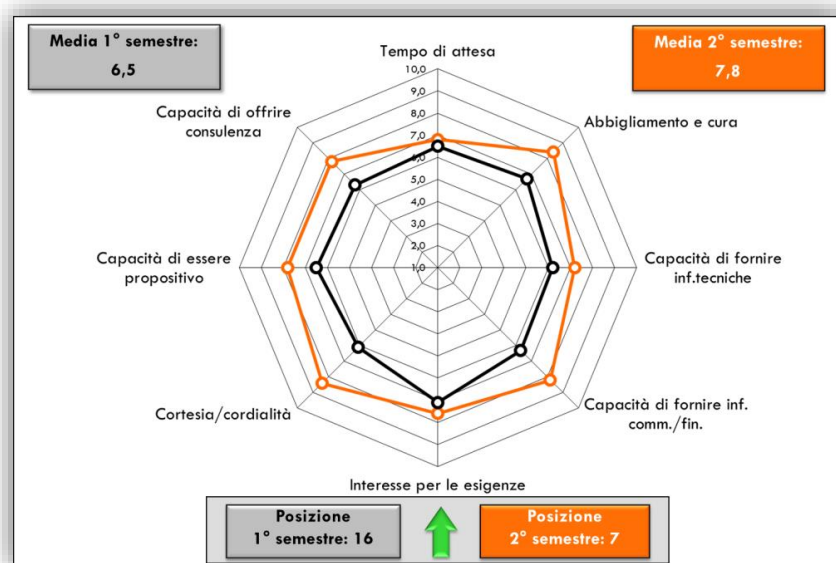 Media 1° semestre:
6,5
Media 2° semestre:
7,8
Tempo di attesa
10,0
9,0
8,0
7,0
6,0
5,0
4,0
3,0
2,0
1,0
Capacità di offrire
consulenza
Abbigliamento e cura
Capacità di essere
propositivo
Capacità di fornire
inf.tecniche
Cortesia/cordialità
Capacità di fornire inf.
comm./fin.
Interesse per le esigenze
Posizione
1° semestre: 16
Posizione
2° semestre: 7